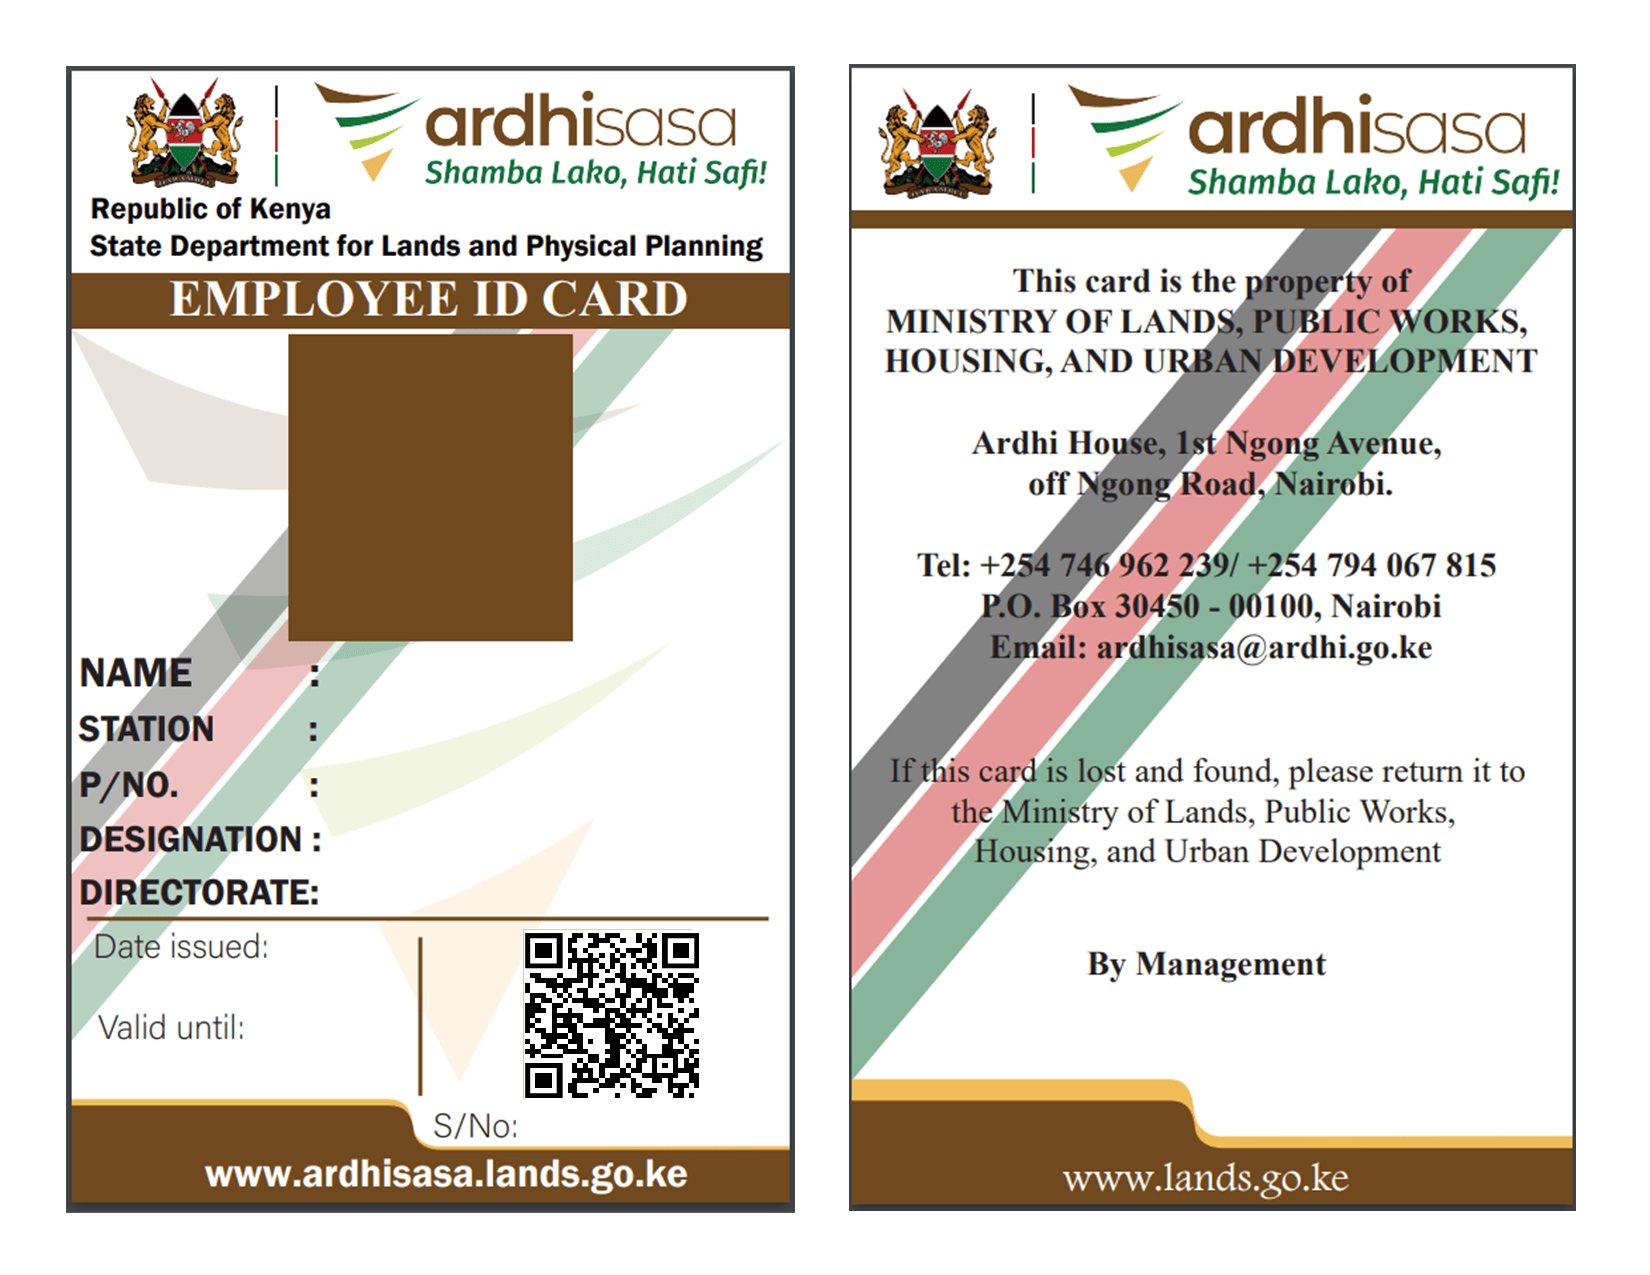 ardhisasa
Shamba Lako, Hati Safi!
Republic of Kenya
State Department for Lands and Physical Planning
EMPLOYEE ID CARD
NAME :
STATION :
P/NO. :
DESIGNATION :
DIRECTORATE:
Date issued:
Valid until:
S/No:
www.ardhisasa.lands.go.ke
ardhisasa
Shamba Lako, Hati Safi!
This card is the property of
MINISTRY OF LANDS, PUBLIC WORKS,
HOUSING, AND URBAN DEVELOPMENT
Ardhi House, 1st Ngong Avenue,
off Ngong Road, Nairobi.
Tel: +254 746 962 239/ +254 794 067 815
P.O. Box 30450 - 00100, Nairobi
Email: ardhisasa@ardhi.go.ke
If this card is lost and found, please return it to
the Ministry of Lands, Public Works,
Housing, and Urban Development
By Management
www.lands.go.ke